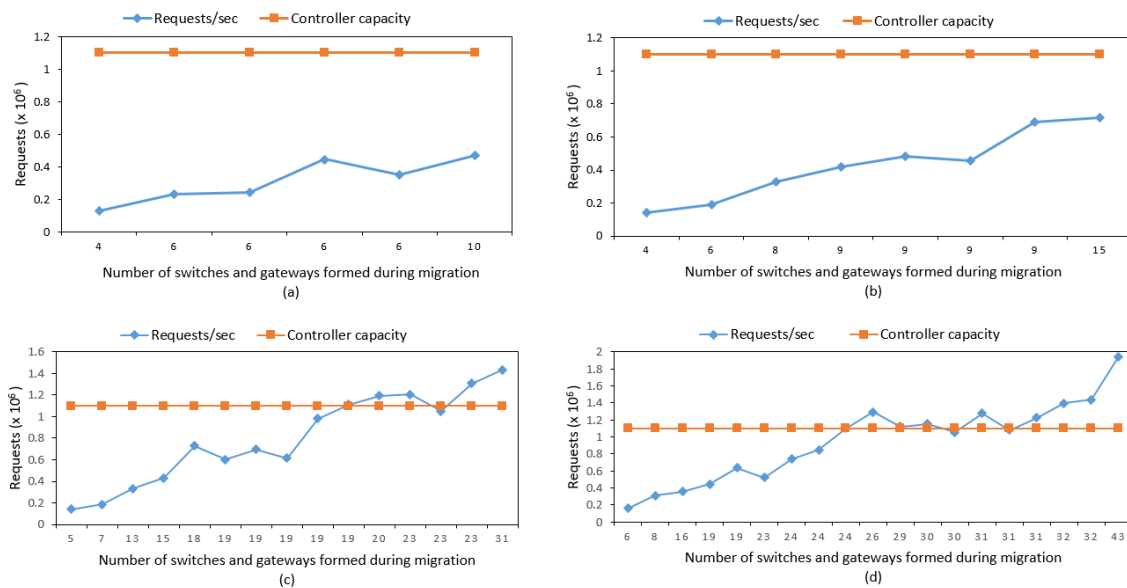 Requests/sec Controller capacity
1.2
1
0.8
0.6
0.4
0.2
0
Requests (x 10⁶)
4 6 6 6 6 10
Number of switches and gateways formed during migration
(a)
Requests/sec Controller capacity
1.2
1
0.8
0.6
0.4
0.2
0
Requests (x 10⁶)
4 6 8 9 9 9 9 15
Number of switches and gateways formed during migration
(b)
Requests/sec Controller capacity
1.6
1.4
1.2
1
0.8
0.6
0.4
0.2
0
Requests (x 10⁶)
5 7 13 15 18 19 19 19 19 19 20 23 23 23 31
Number of switches and gateways formed during migration
(c)
Requests/sec Controller capacity
2
1.8
1.6
1.4
1.2
1
0.8
0.6
0.4
0.2
0
Requests (x 10⁶)
6 8 16 19 19 23 24 24 24 26 29 30 30 31 31 31 32 32 43
Number of switches and gateways formed during migration
(d)